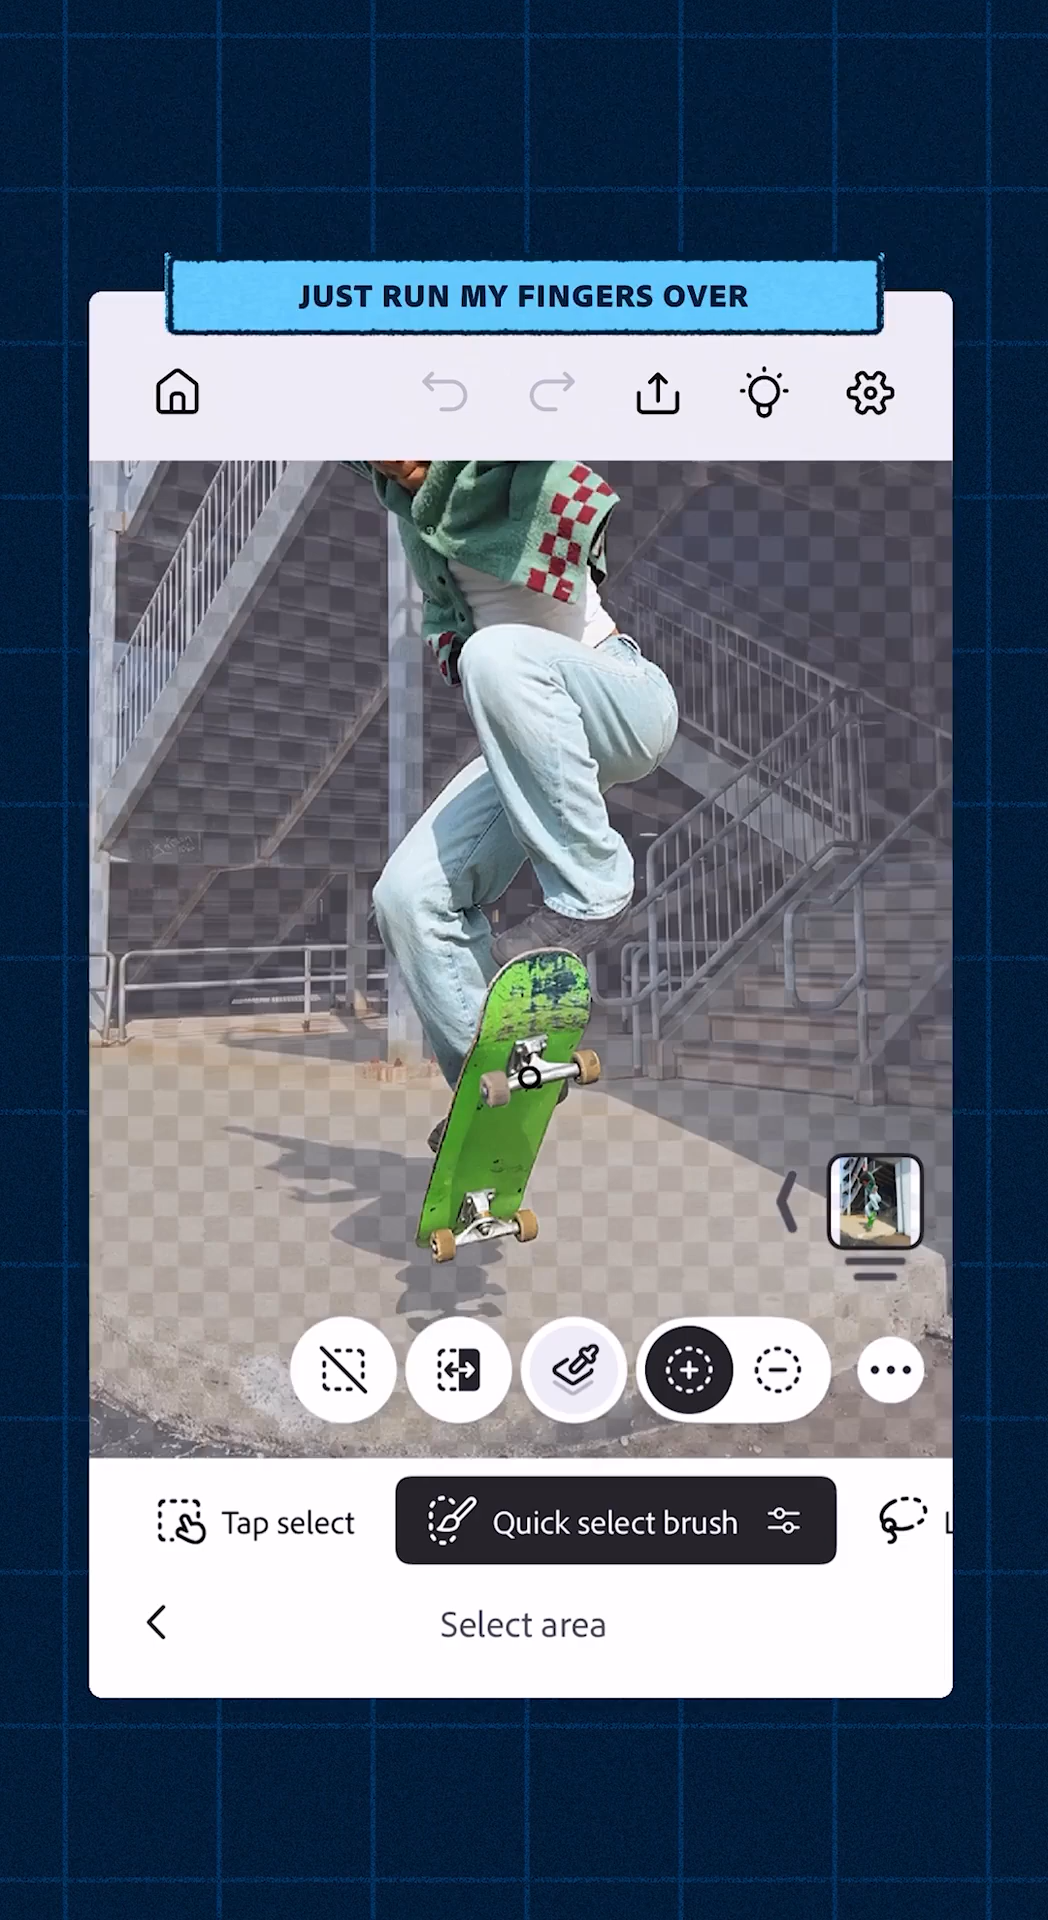 JUST RUN MY FINGERS OVER
Tap select
Quick select brush
L
Select area